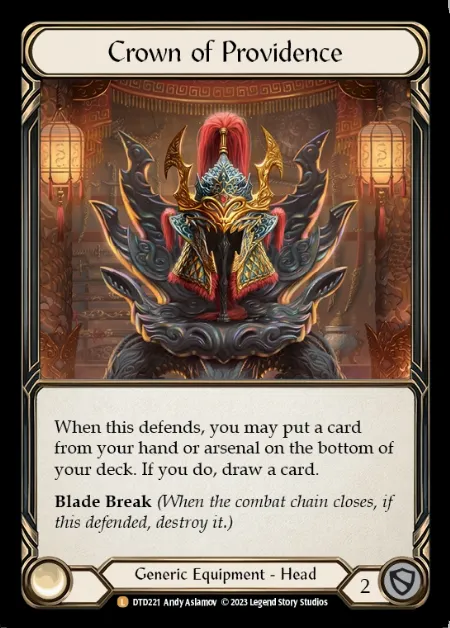 Crown of Providence
When this defends, you may put a card
from your hand or arsenal on the bottom of
your deck. If you do, draw a card.
Blade Break (When the combat chain closes, if
this defended, destroy it.)
Generic Equipment - Head
2
L DTD221 Andy Aslamov © 2023 Legend Story Studios